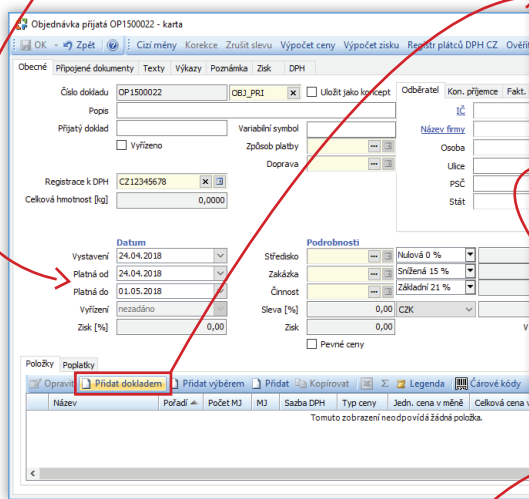 Objednávka přijatá OP1500022 - karta
OK Zpět Cizí měny Korekce Zrušit slevu Výpočet ceny Výpočet zisku Registr plátců DPH CZ Ověřit
Obecné Připojené dokumenty Texty Výkazy Poznámka Zisk DPH
Číslo dokladu OP1500022 OBJ_PRI Uložit jako koncept Odběratel Kon. příjemce Fakt.
Popis IČ
Přijatý doklad Variabilní symbol Název firmy
Vyřízeno Způsob platby Osoba
Doprava Ulice
Registrace k DPH CZ12345678 PSČ
Celková hmotnost [kg] 0,0000 Stát
Datum Podrobnosti
Vystavení 24.04.2018 Středisko Nulová 0 %
Platná od 24.04.2018 Zakázka Snížená 15 %
Platná do 01.05.2018 Činnost Základní 21 %
Vyřízení nezadáno Sleva [%] 0,00 CZK
Zisk [%] 0,00 Zisk 0,00 V
Pevné ceny
Položky Poplatky
Opravit Přidat dokladem Přidat výběrem Přidat Kopírovat Σ Legenda Čárové kódy
Název Pořadí Počet MJ MJ Sazba DPH Typ ceny Jedn. cena v měně Celková cena v
Tomuto zobrazení neodpovídá žádná položka.